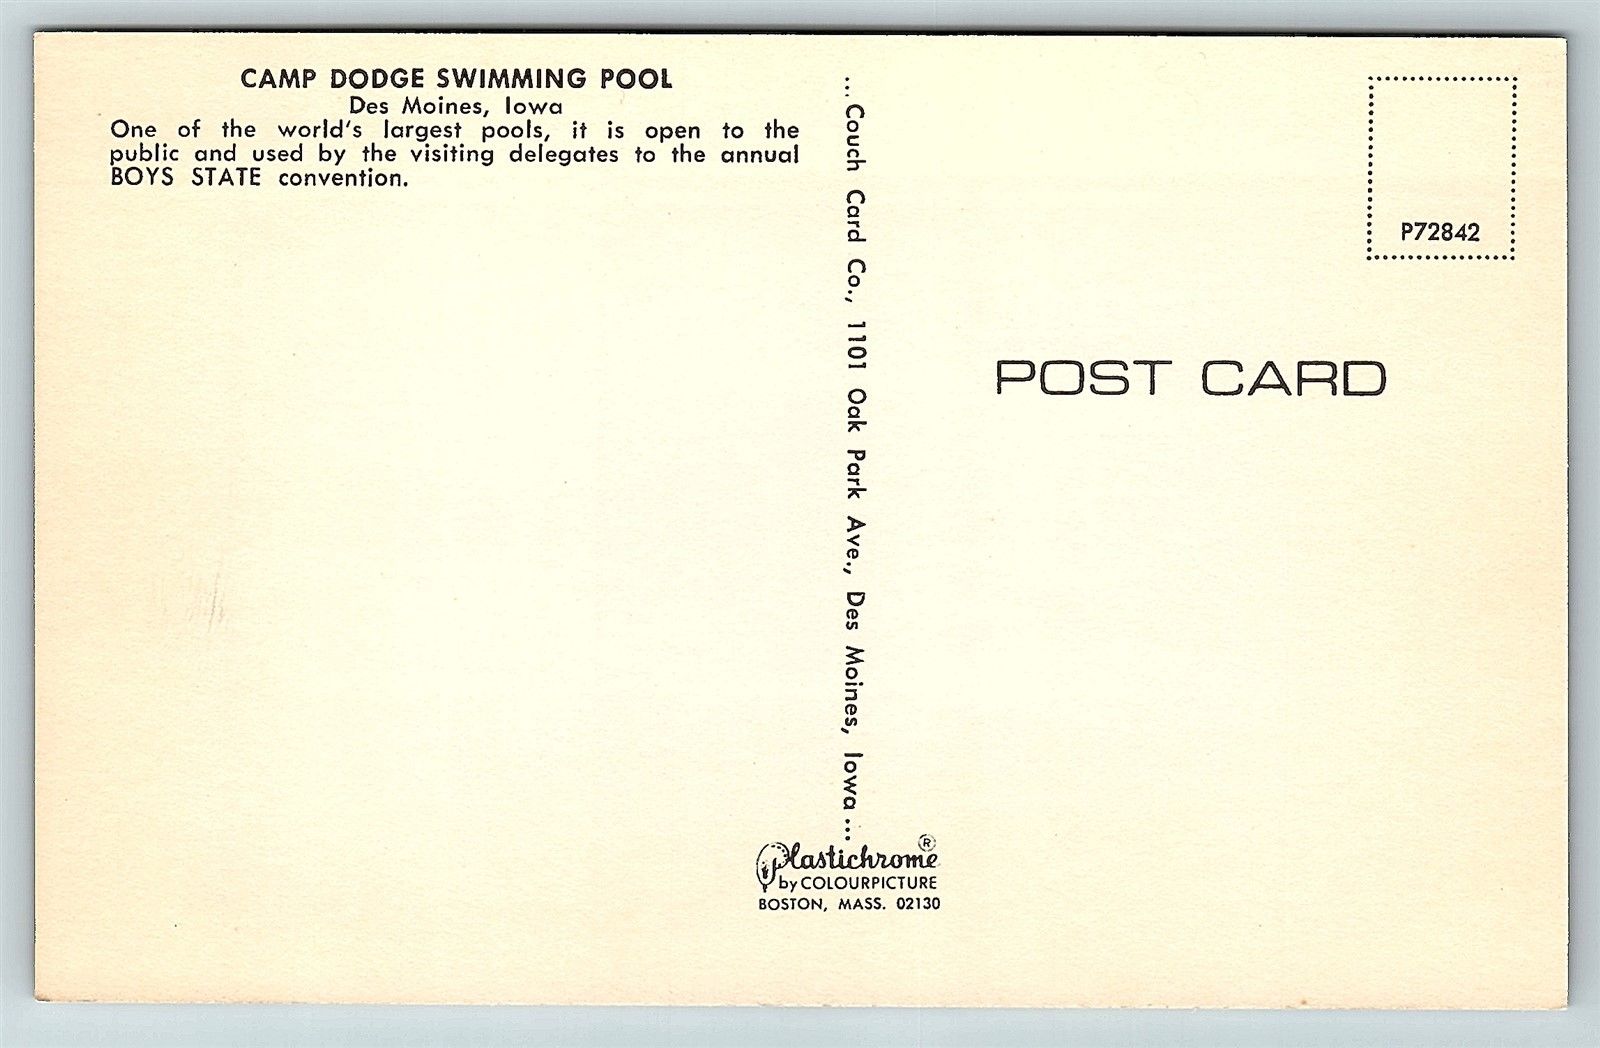 CAMP DODGE SWIMMING POOL
Des Moines, Iowa
One of the world's largest pools, it is open to the
public and used by the visiting delegates to the annual
BOYS STATE convention.
...Couch Card Co., 1101 Oak Park Ave., Des Moines, Iowa...
Plastichrome®
by COLOURPICTURE
BOSTON, MASS. 02130
P72842
POST CARD